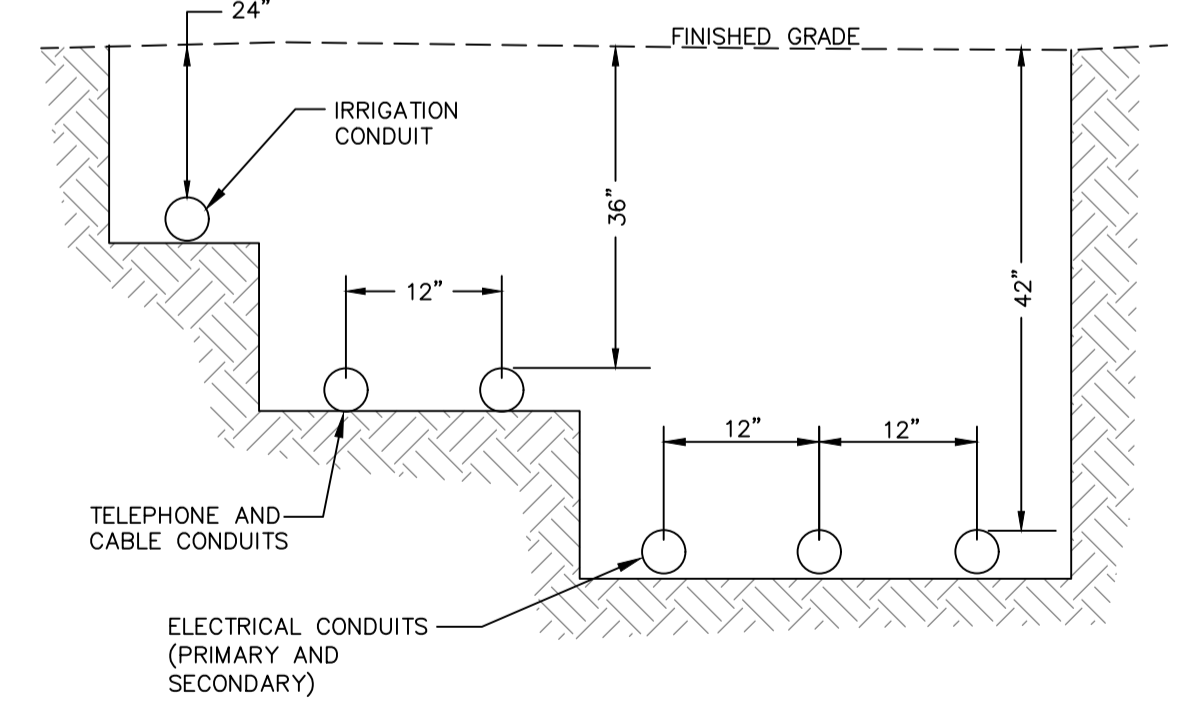 24"
FINISHED GRADE
IRRIGATION
CONDUIT
36"
12"
42"
12"
12"
TELEPHONE AND
CABLE CONDUITS
ELECTRICAL CONDUITS
(PRIMARY AND
SECONDARY)